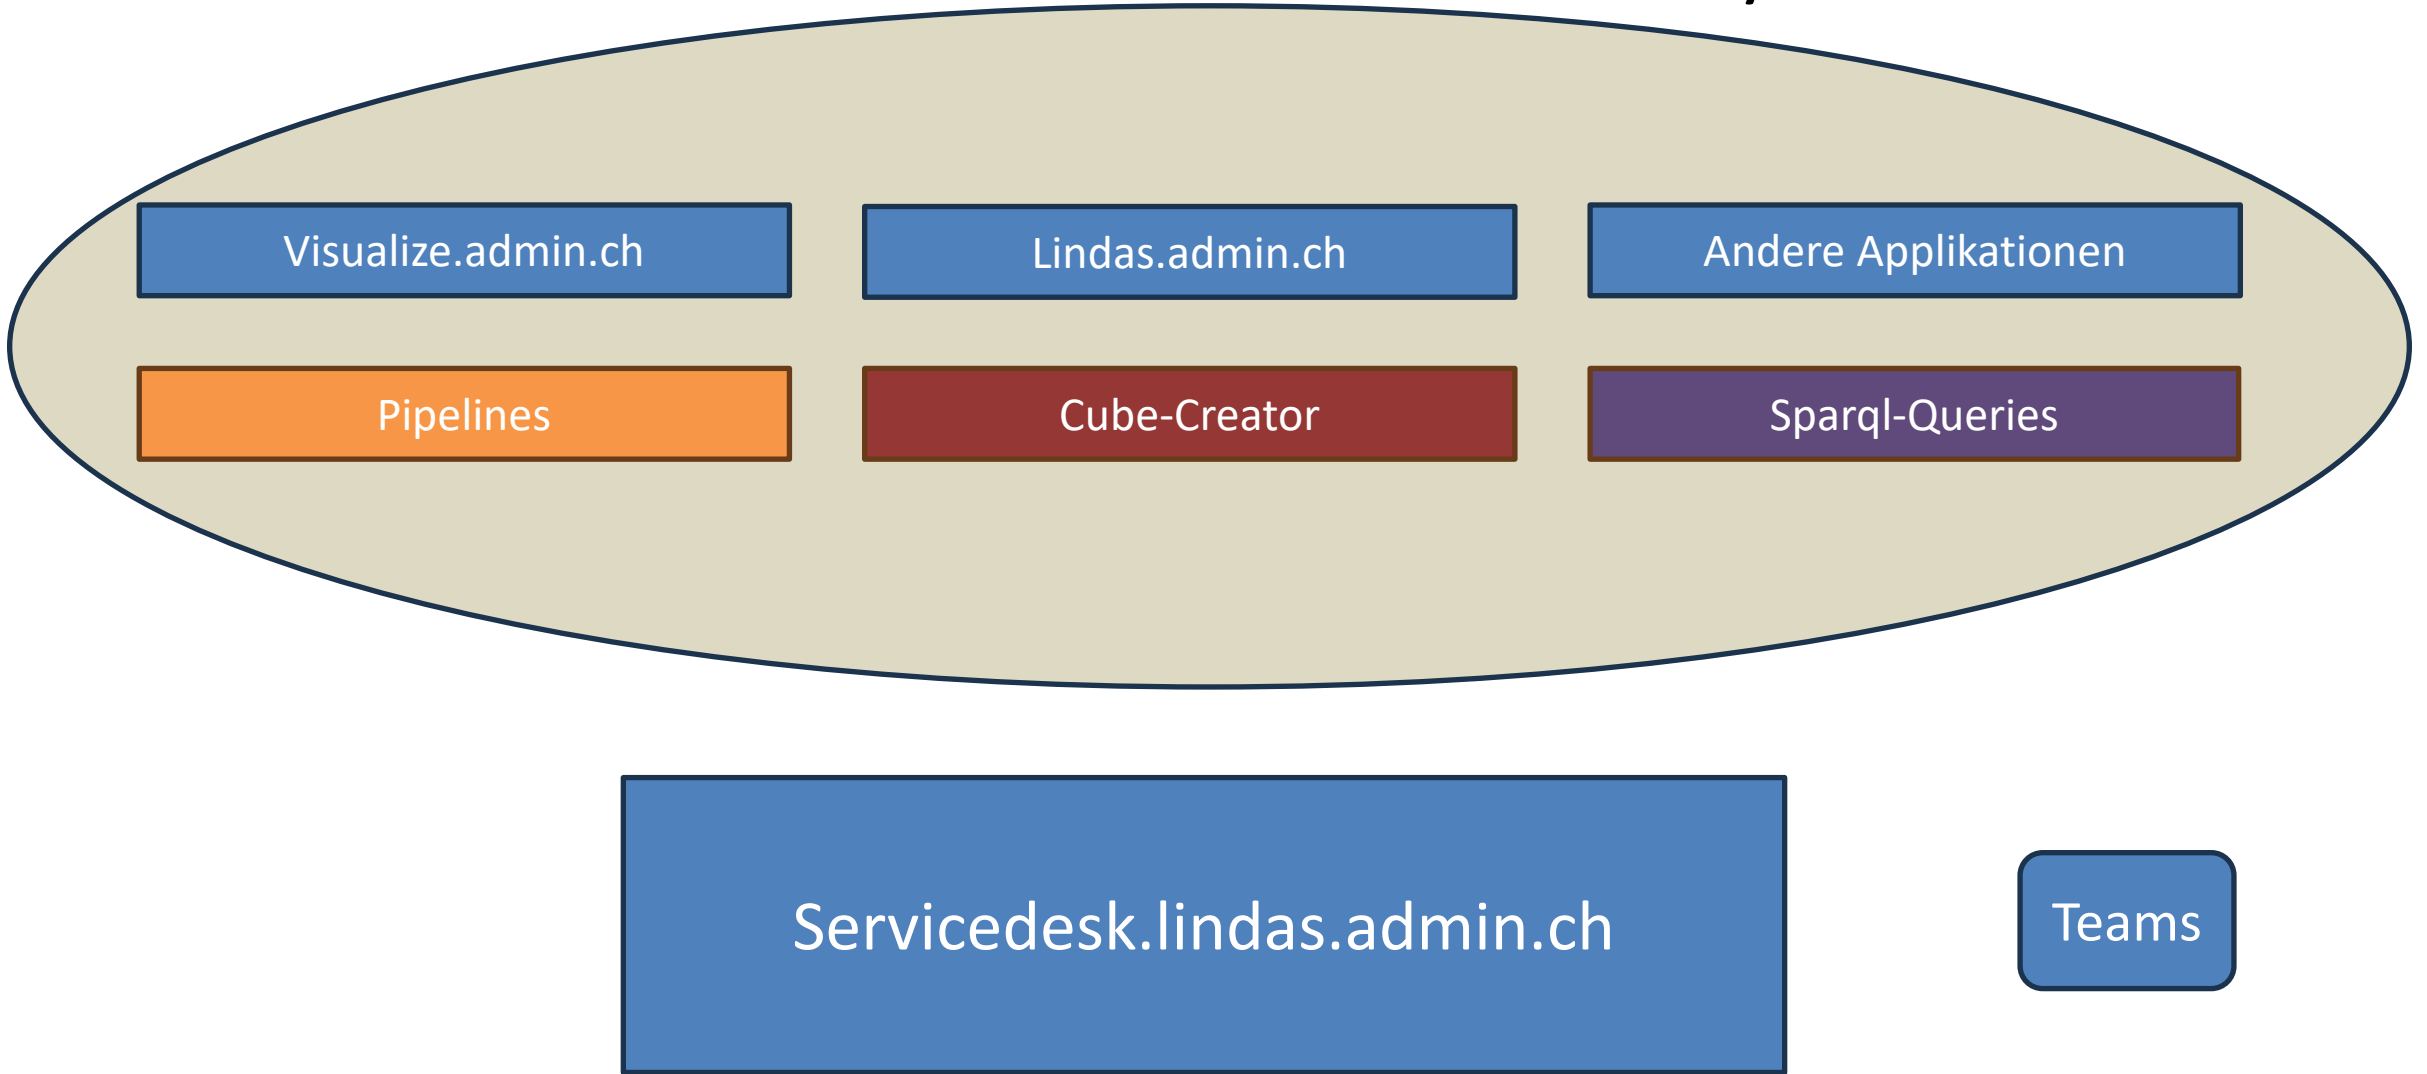 Visualize.admin.ch
Lindas.admin.ch
Andere Applikationen
Pipelines
Cube-Creator
Sparql-Queries
Servicedesk.lindas.admin.ch
Teams